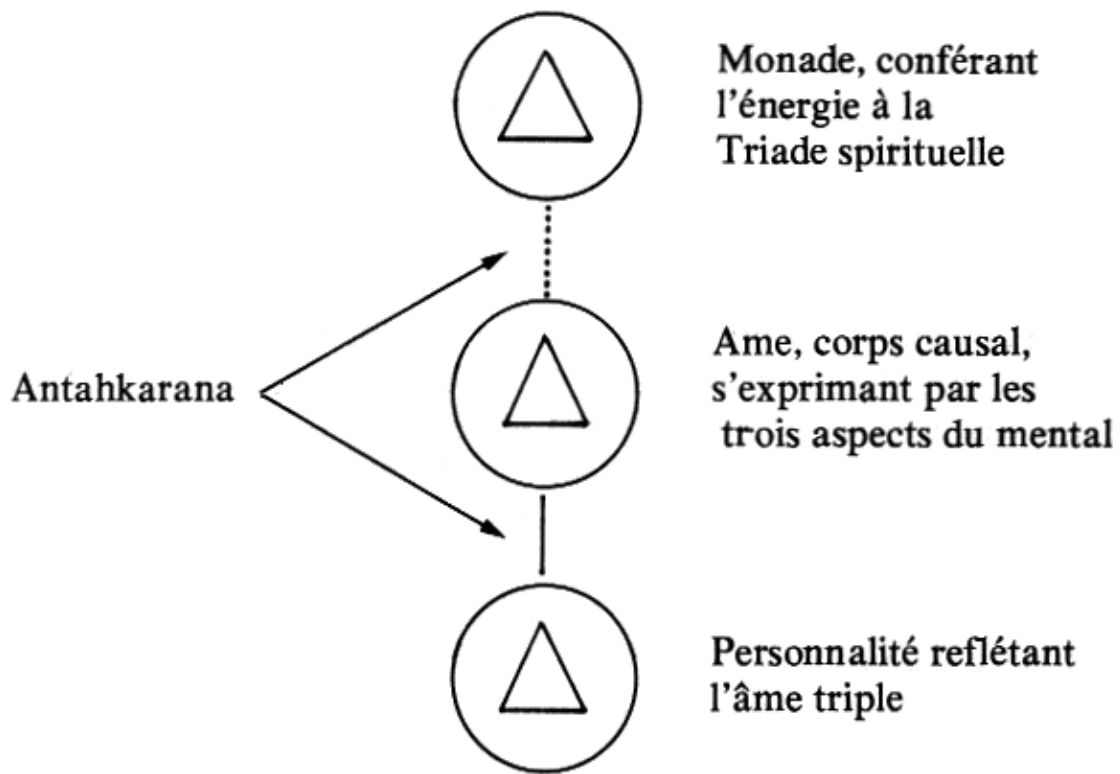 Monade, conférant
l'énergie à la
Triade spirituelle
Antahkarana
Ame, corps causal,
s'exprimant par les
trois aspects du mental
Personnalité reflétant
l'âme triple